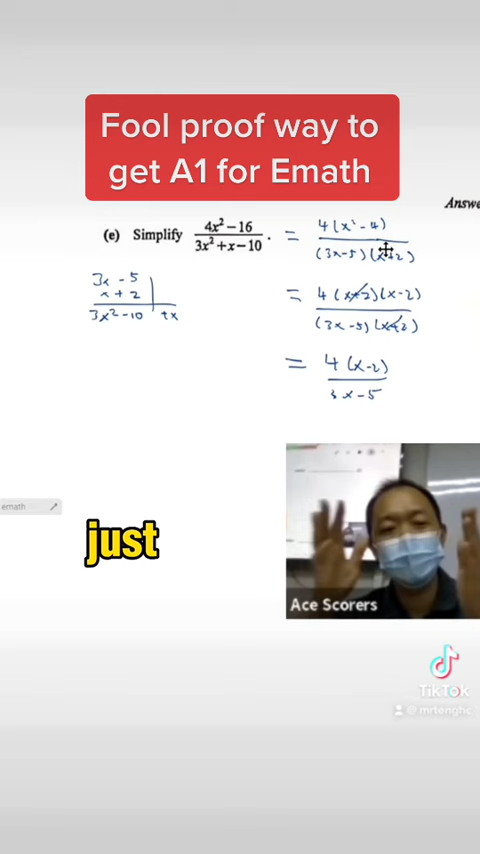 Fool proof way to
get A1 for Emath
Answe
(e) Simplify 4x²−16 / 3x²+x−10 . = 4(x²-4) / (3x-5)(x+2)
3x -5
x +2
3x²-10 +x
= 4(x+2)(x-2) / (3x-5)(x+2)
= 4(x-2) / 3x-5
emath
just
Ace Scorers
TikTok
@mrtenghc